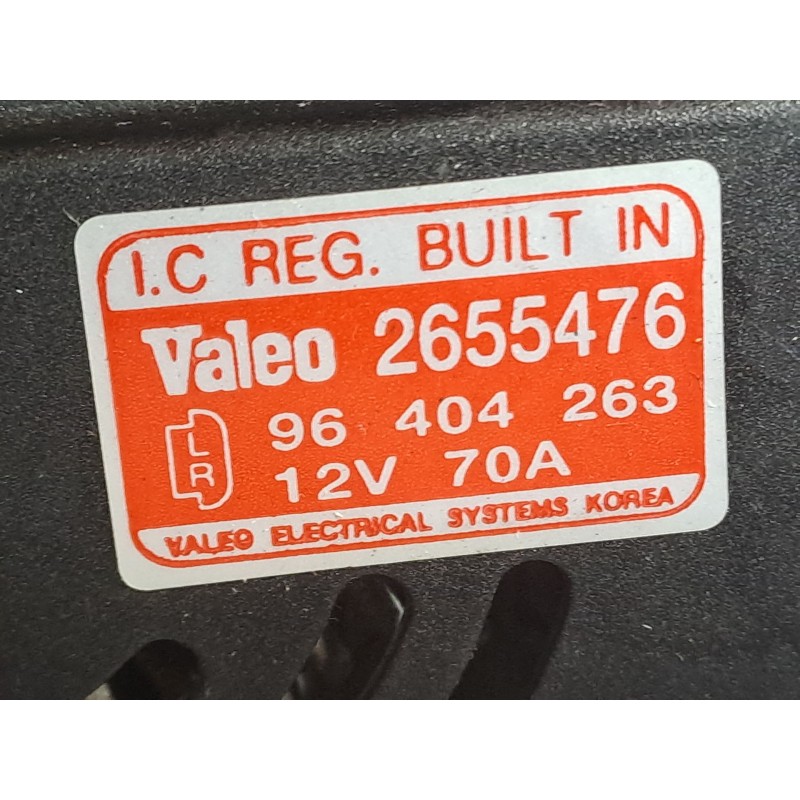 I.C REG. BUILT IN
Valeo 2655476
L 96 404 263
R 12V 70A
VALEO ELECTRICAL SYSTEMS KOREA